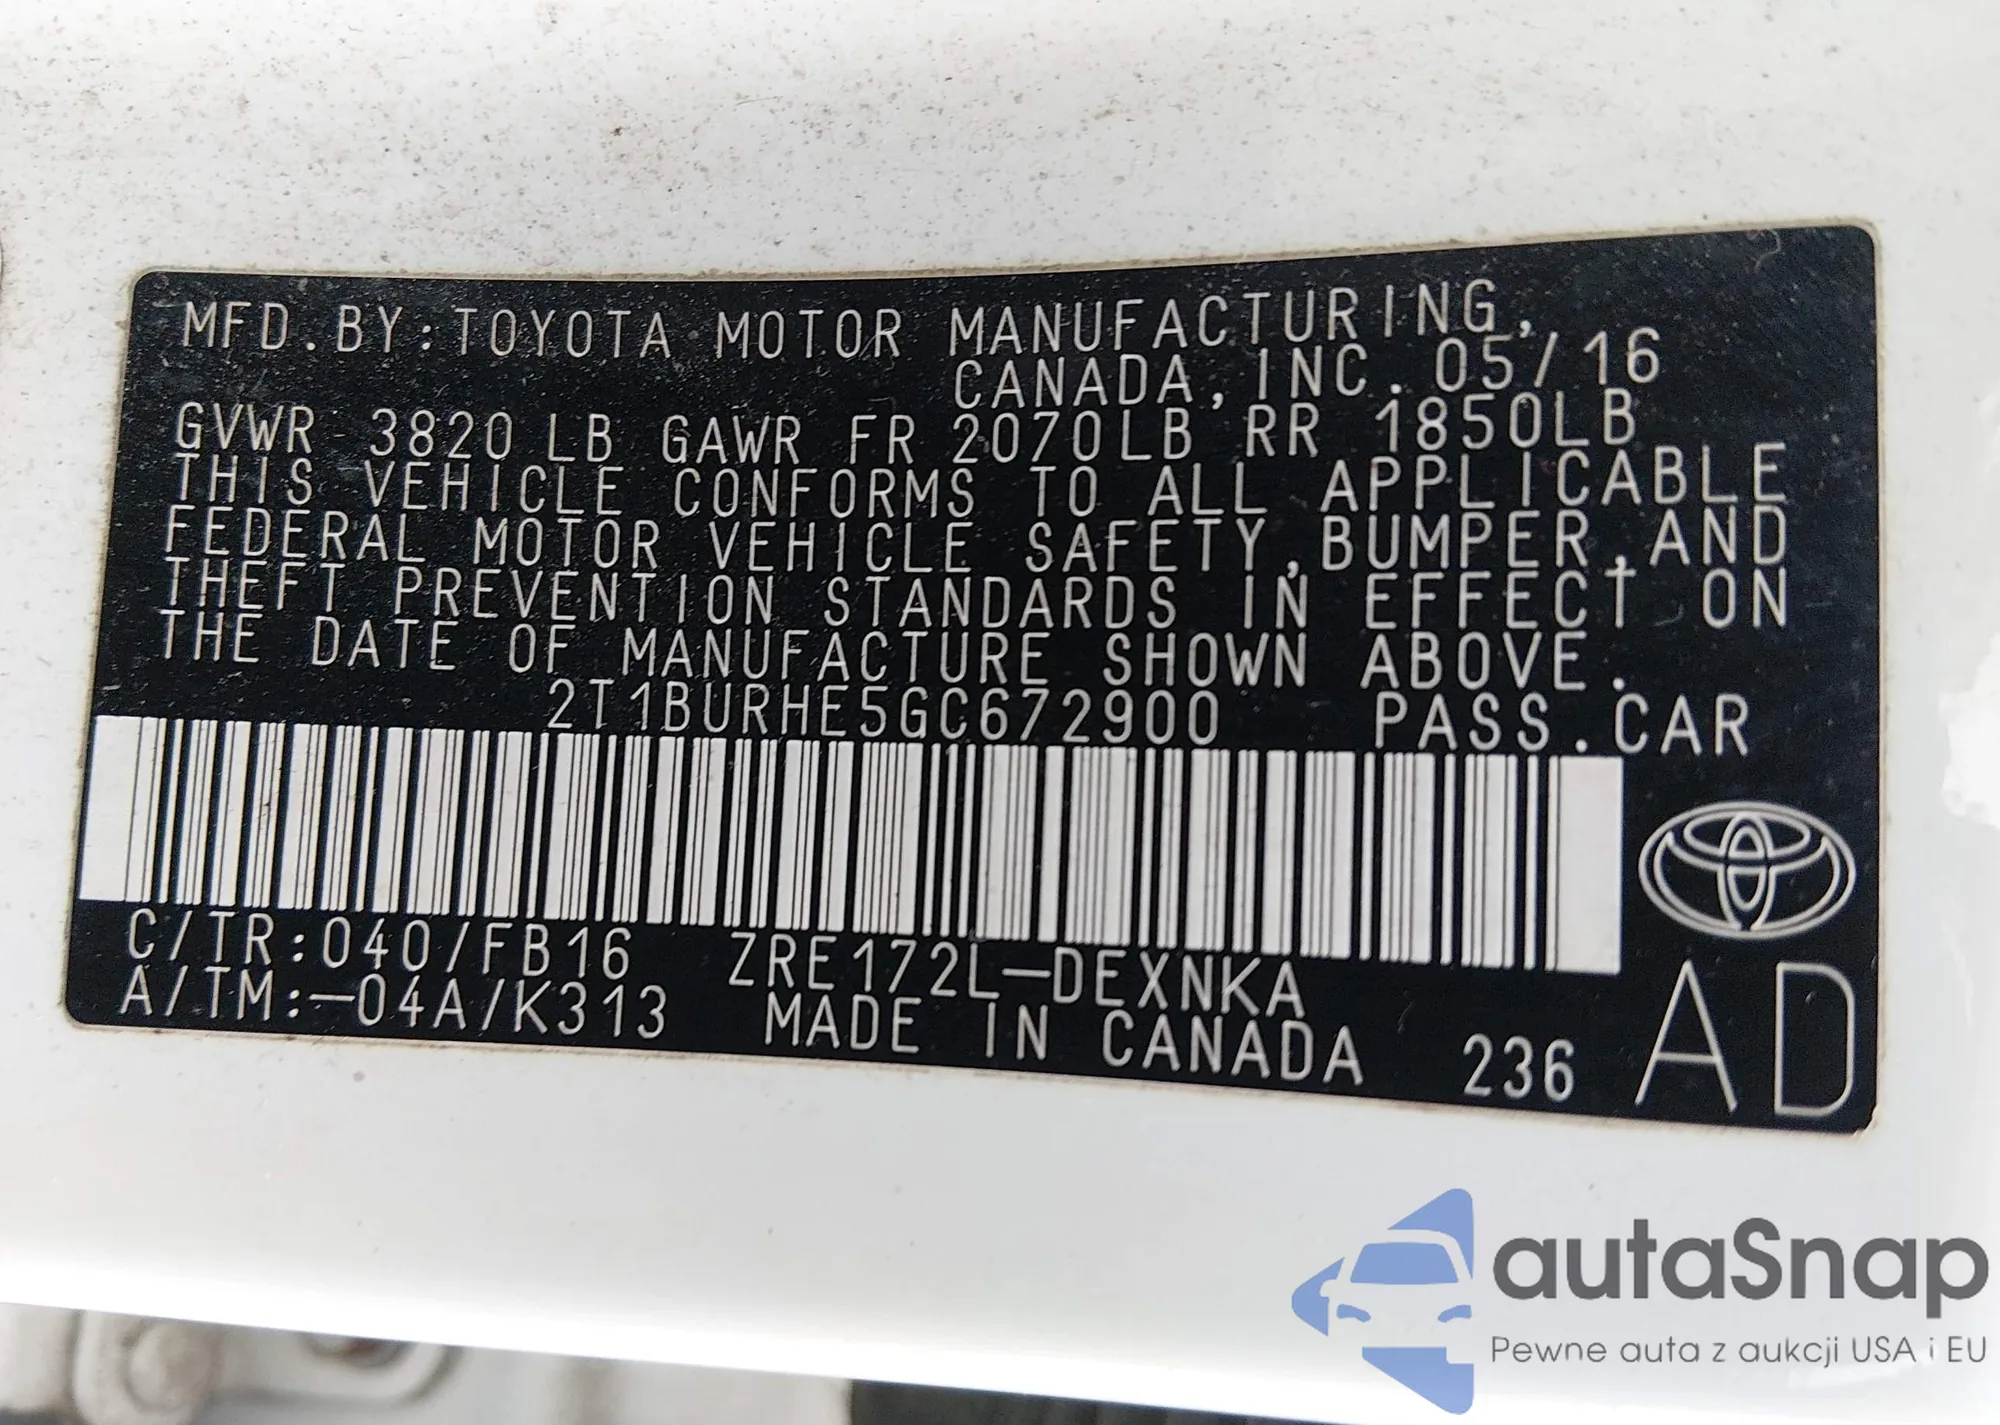 MFD.BY:TOYOTA MOTOR MANUFACTURING,
CANADA,INC. 05/16
GVWR 3820 LB GAWR FR 2070LB RR 1850LB
THIS VEHICLE CONFORMS TO ALL APPLICABLE
FEDERAL MOTOR VEHICLE SAFETY,BUMPER,AND
THEFT PREVENTION STANDARDS IN EFFECT ON
THE DATE OF MANUFACTURE SHOWN ABOVE.
2T1BURHE5GC672900 PASS.CAR
C/TR:040/FB16 ZRE172L-DEXNKA
A/TM:-04A/K313 MADE IN CANADA 236 AD
autaSnap
Pewne auta z aukcji USA i EU